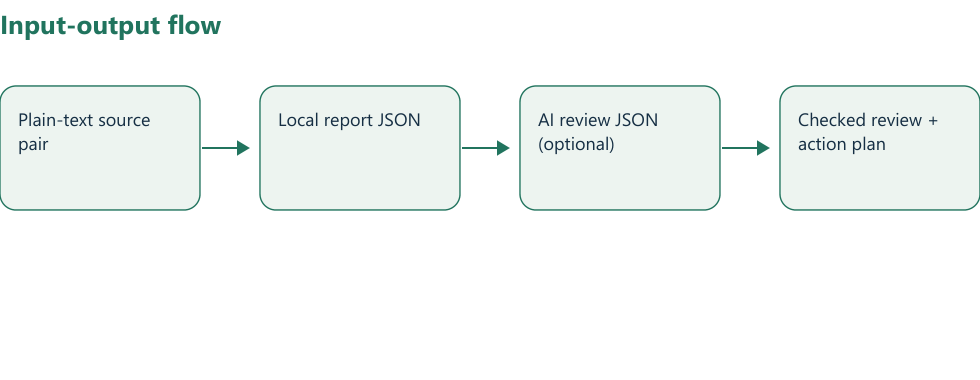 Input-output flow
Plain-text source
pair
Local report JSON
AI review JSON
(optional)
Checked review +
action plan